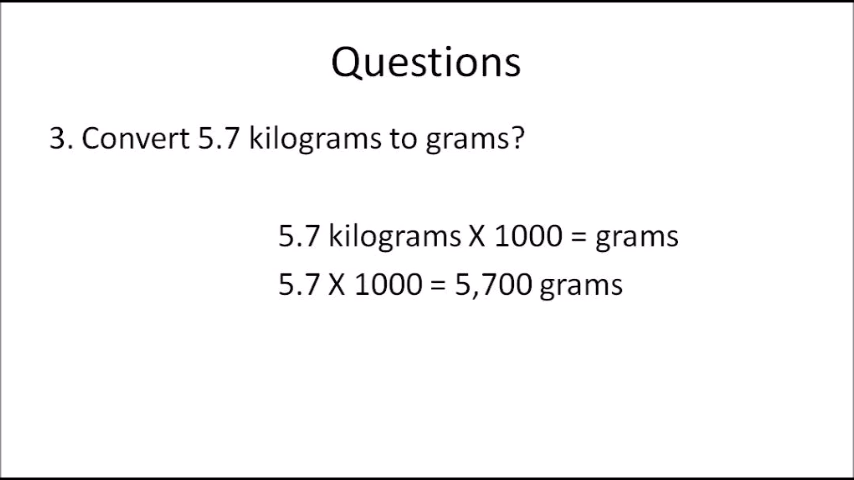 Questions
3. Convert 5.7 kilograms to grams?
5.7 kilograms X 1000 = grams
5.7 X 1000 = 5,700 grams